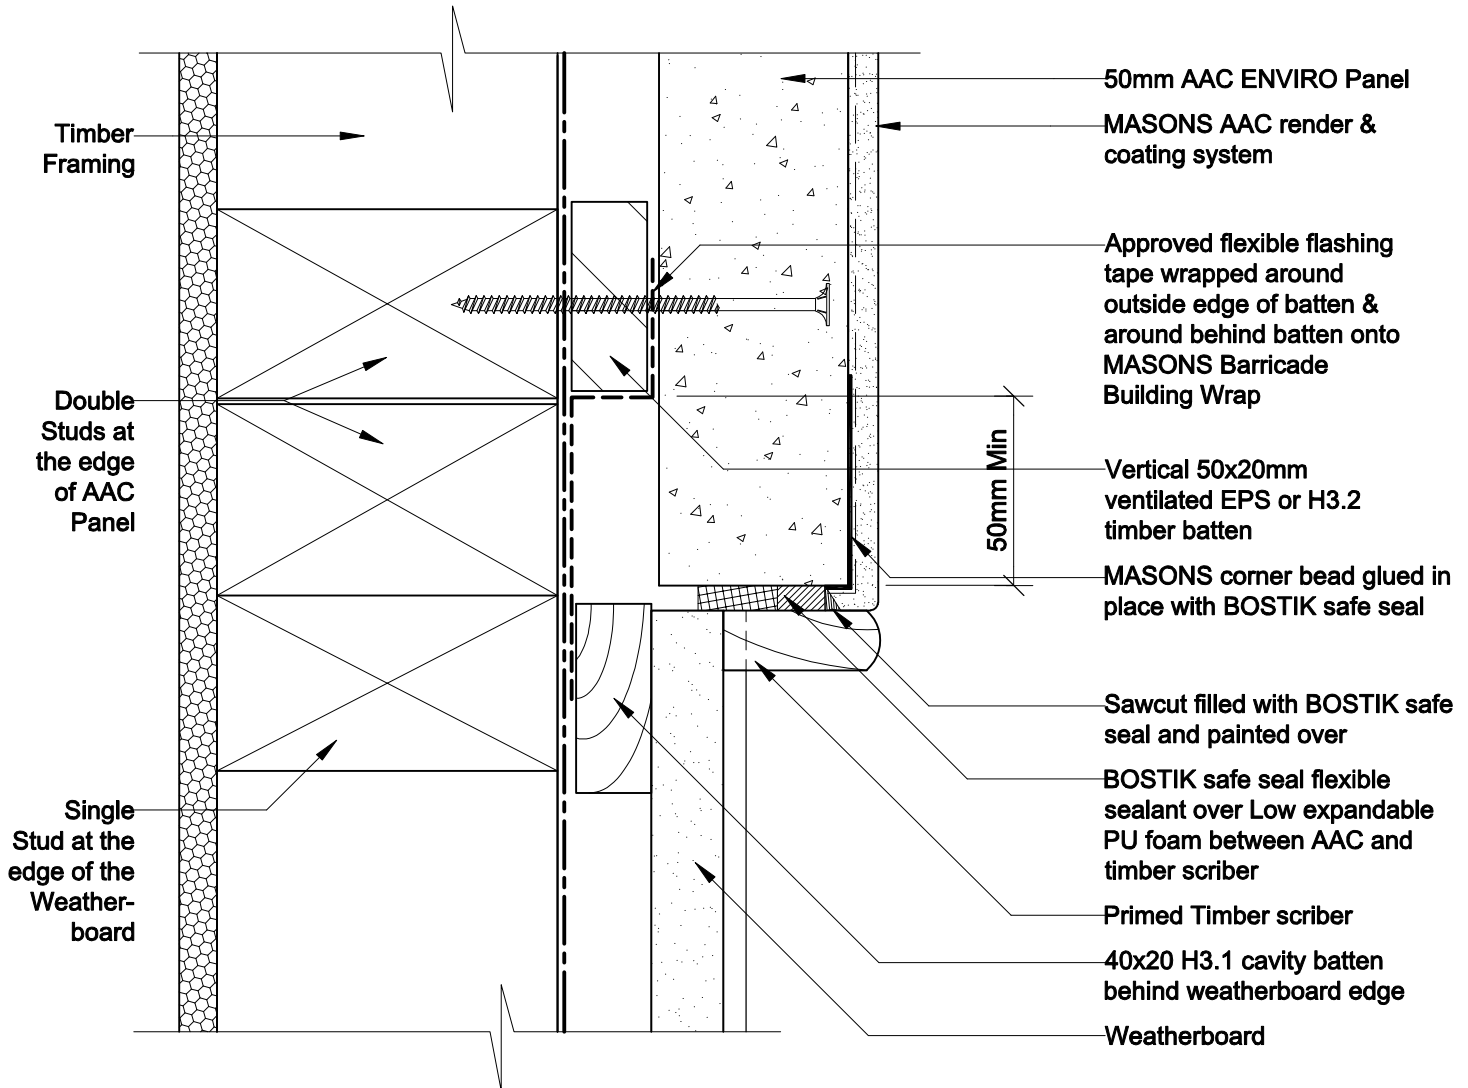 Timber
Framing
Double
Studs at
the edge
of AAC
Panel
Single
Stud at the
edge of the
Weather-
board
50mm AAC ENVIRO Panel
MASONS AAC render &
coating system
Approved flexible flashing
tape wrapped around
outside edge of batten &
around behind batten onto
MASONS Barricade
Building Wrap
50mm Min
Vertical 50x20mm
ventilated EPS or H3.2
timber batten
MASONS corner bead glued in
place with BOSTIK safe seal
Sawcut filled with BOSTIK safe
seal and painted over
BOSTIK safe seal flexible
sealant over Low expandable
PU foam between AAC and
timber scriber
Primed Timber scriber
40x20 H3.1 cavity batten
behind weatherboard edge
Weatherboard